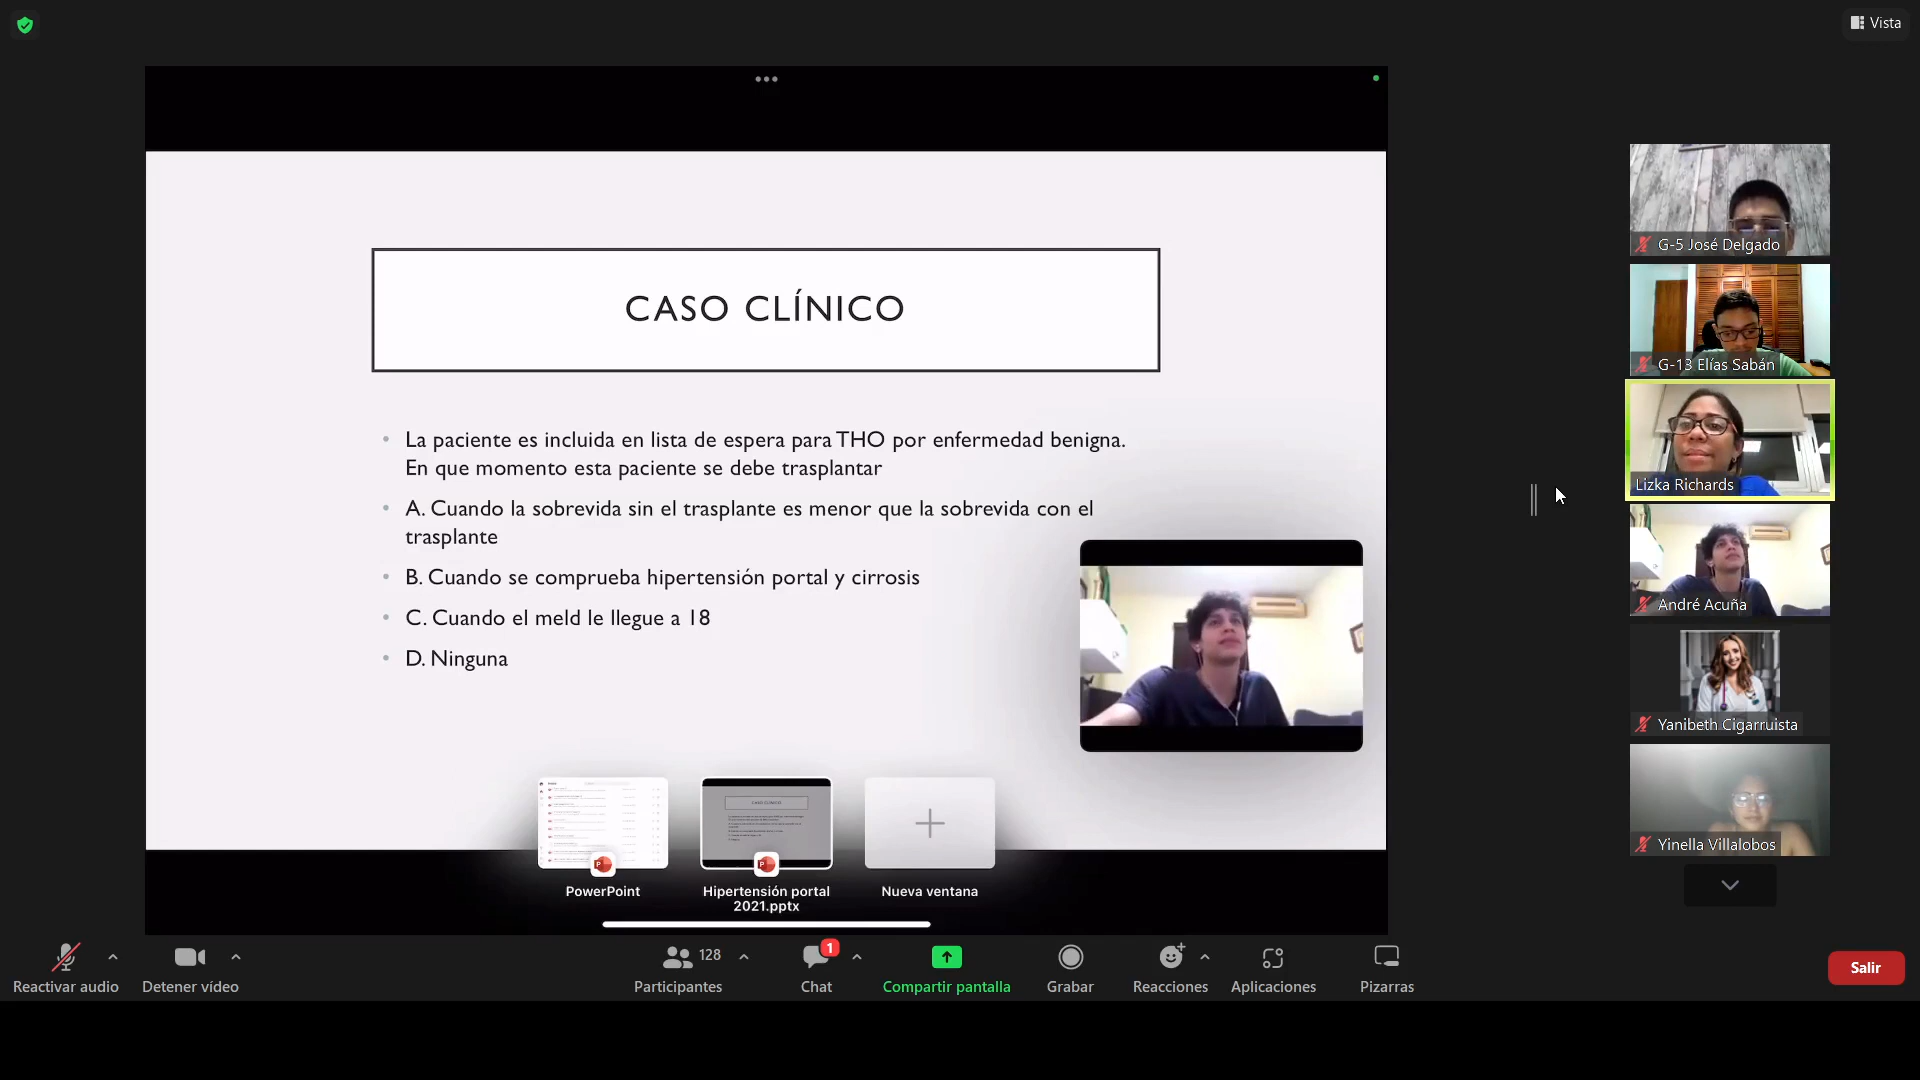 Vista
CASO CLÍNICO
La paciente es incluida en lista de espera para THO por enfermedad benigna.
En que momento esta paciente se debe trasplantar
A. Cuando la sobrevida sin el trasplante es menor que la sobrevida con el
trasplante
B. Cuando se comprueba hipertensión portal y cirrosis
C. Cuando el meld le llegue a 18
D. Ninguna
PowerPoint
Hipertensión portal
2021.pptx
Nueva ventana
G-5 José Delgado
G-13 Elías Sabán
Lizka Richards
André Acuña
Yanibeth Cigarruista
Yinella Villalobos
Reactivar audio
Detener vídeo
128
Participantes
1
Chat
Compartir pantalla
Grabar
Reacciones
Aplicaciones
Pizarras
Salir